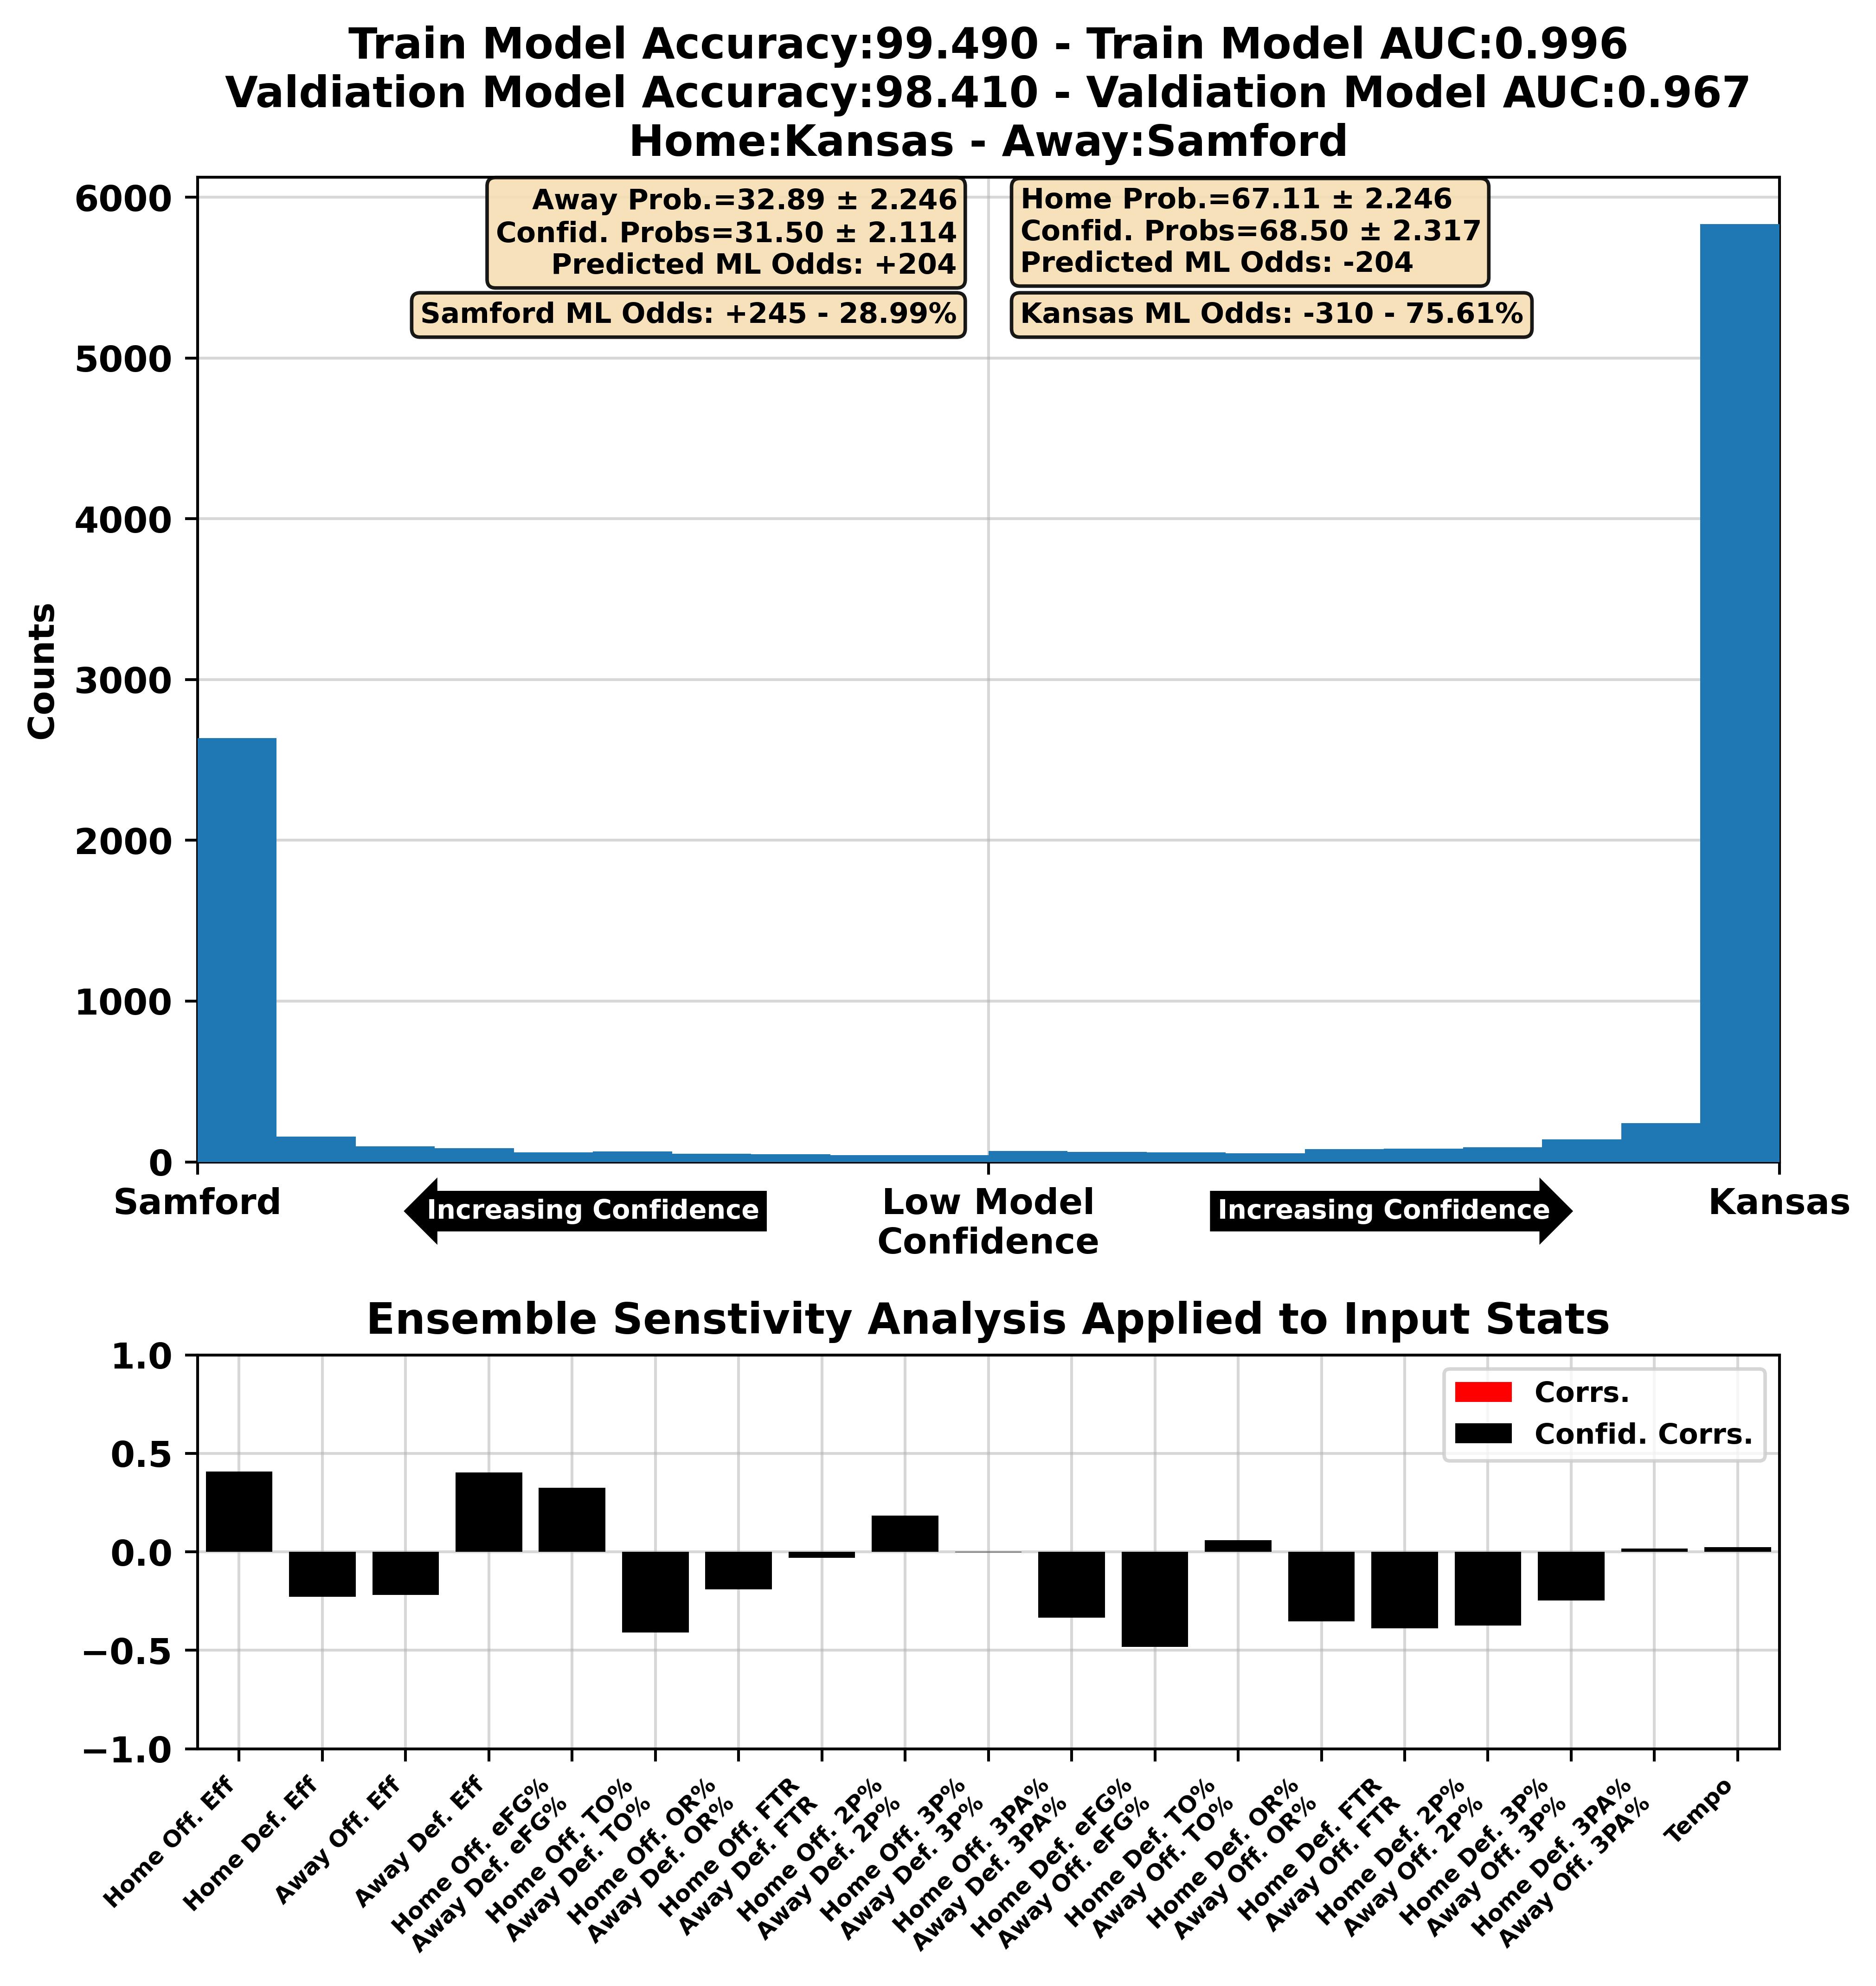 Train Model Accuracy:99.490 - Train Model AUC:0.996
Valdiation Model Accuracy:98.410 - Valdiation Model AUC:0.967
Home:Kansas - Away:Samford
Away Prob.=32.89 ± 2.246
Confid. Probs=31.50 ± 2.114
Predicted ML Odds: +204
Samford ML Odds: +245 - 28.99%
Home Prob.=67.11 ± 2.246
Confid. Probs=68.50 ± 2.317
Predicted ML Odds: -204
Kansas ML Odds: -310 - 75.61%
Counts
6000
5000
4000
3000
2000
1000
0
Samford
Increasing Confidence
Low Model
Confidence
Increasing Confidence
Kansas
Ensemble Senstivity Analysis Applied to Input Stats
Corrs.
Confid. Corrs.
1.0
0.5
0.0
−0.5
−1.0
Home Off. Eff
Home Def. Eff
Away Off. Eff
Away Def. Eff
Home Off. eFG%
Away Def. eFG%
Home Off. TO%
Away Def. TO%
Home Off. OR%
Away Def. OR%
Home Off. FTR
Away Def. FTR
Home Off. 2P%
Away Def. 2P%
Home Off. 3P%
Away Def. 3P%
Home Off. 3PA%
Away Def. 3PA%
Home Def. eFG%
Away Off. eFG%
Home Def. TO%
Away Off. TO%
Home Def. OR%
Away Off. OR%
Home Def. FTR
Away Off. FTR
Home Def. 2P%
Away Off. 2P%
Home Def. 3P%
Away Off. 3P%
Home Def. 3PA%
Away Off. 3PA%
Tempo